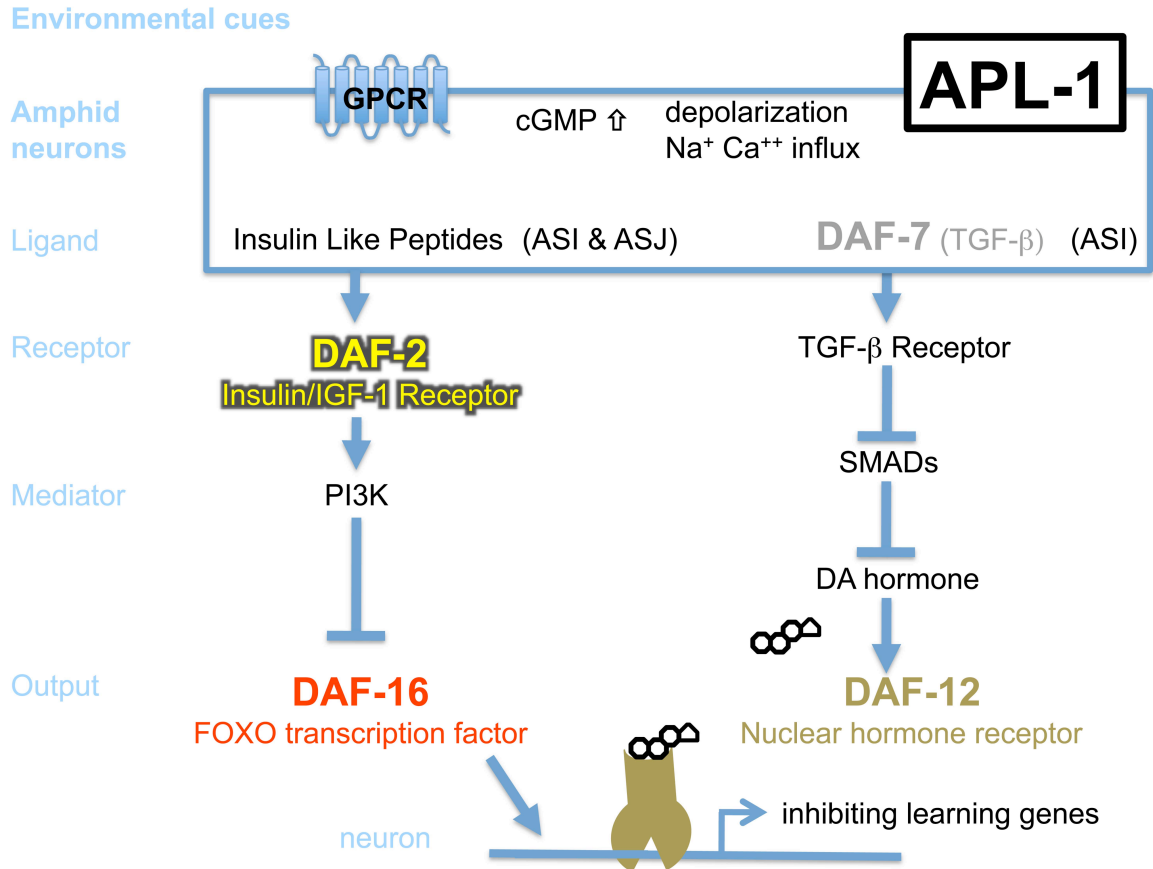 Environmental cues
APL-1
GPCR
Amphid
neurons
cGMP ⇧
depolarization
Na⁺ Ca⁺⁺ influx
Ligand
Insulin Like Peptides (ASI & ASJ)
DAF-7 (TGF-β) (ASI)
Receptor
DAF-2
Insulin/IGF-1 Receptor
TGF-β Receptor
SMADs
Mediator
PI3K
DA hormone
Output
DAF-16
FOXO transcription factor
DAF-12
Nuclear hormone receptor
inhibiting learning genes
neuron